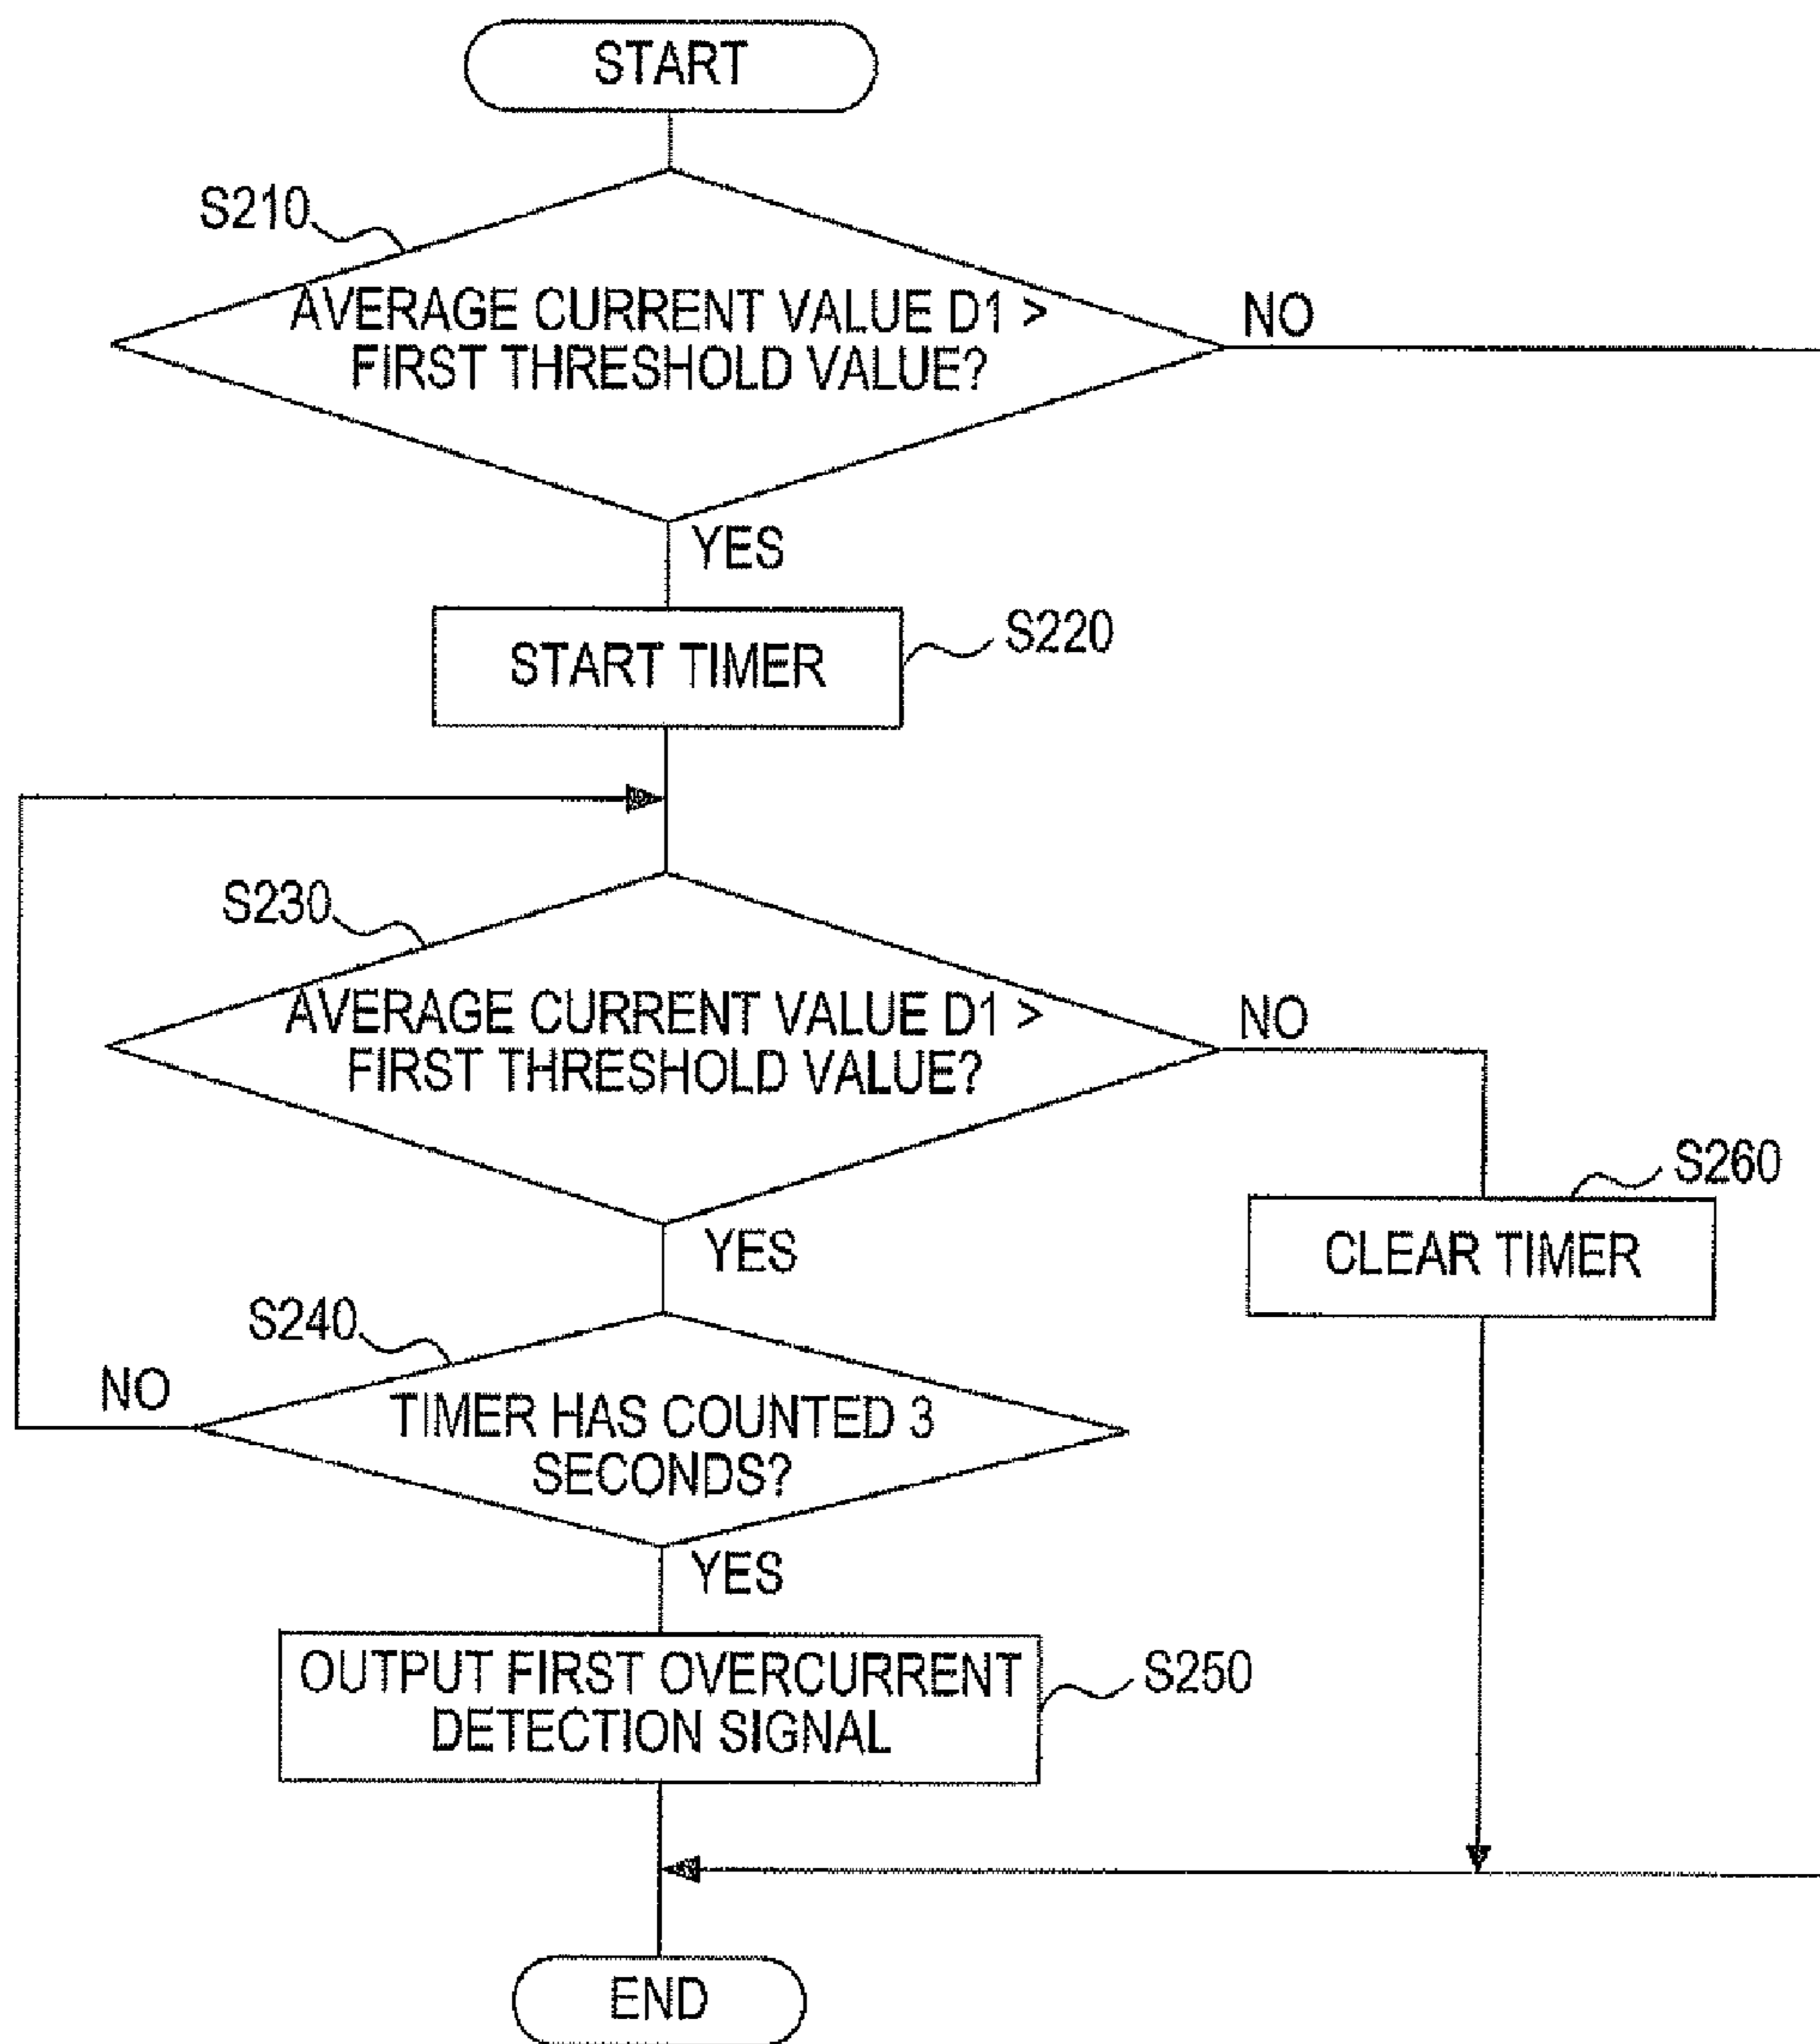 START
S210
AVERAGE CURRENT VALUE D1 >
FIRST THRESHOLD VALUE?
NO
YES
START TIMER
S220
S230
AVERAGE CURRENT VALUE D1 >
FIRST THRESHOLD VALUE?
NO
YES
S260
CLEAR TIMER
S240
NO
TIMER HAS COUNTED 3
SECONDS?
YES
OUTPUT FIRST OVERCURRENT
DETECTION SIGNAL
S250
END